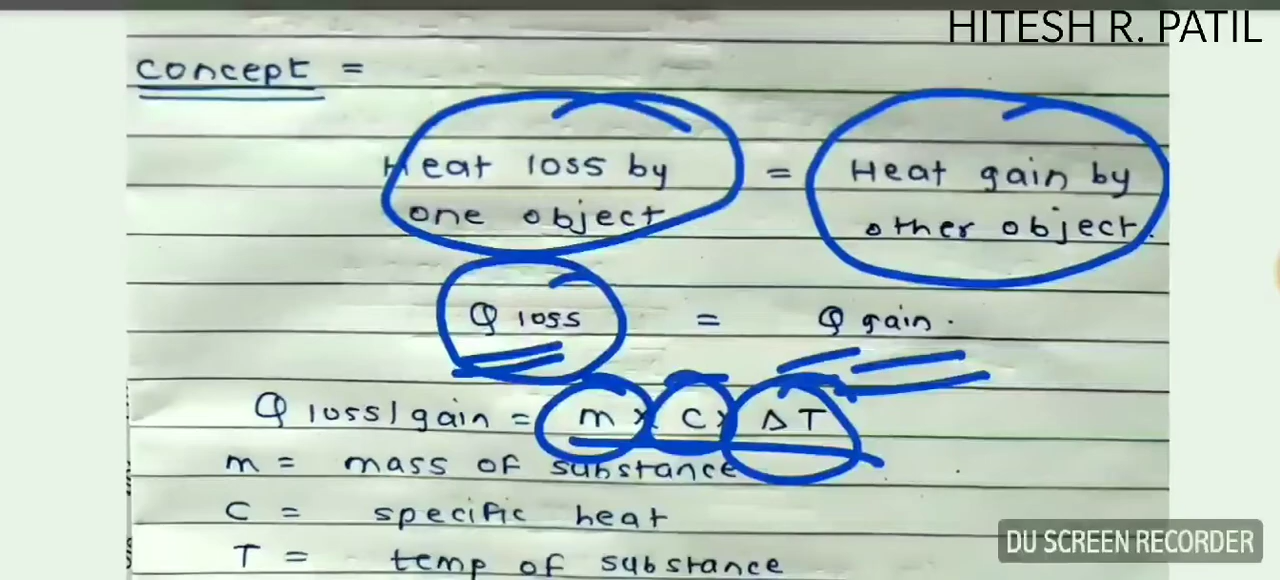 HITESH R. PATIL
concept =
Heat loss by = Heat gain by
one object other object.
Q loss = Q gain.
Q loss/gain = m × C × ΔT
m = mass of substance
C = specific heat
T = temp of substance
DU SCREEN RECORDER